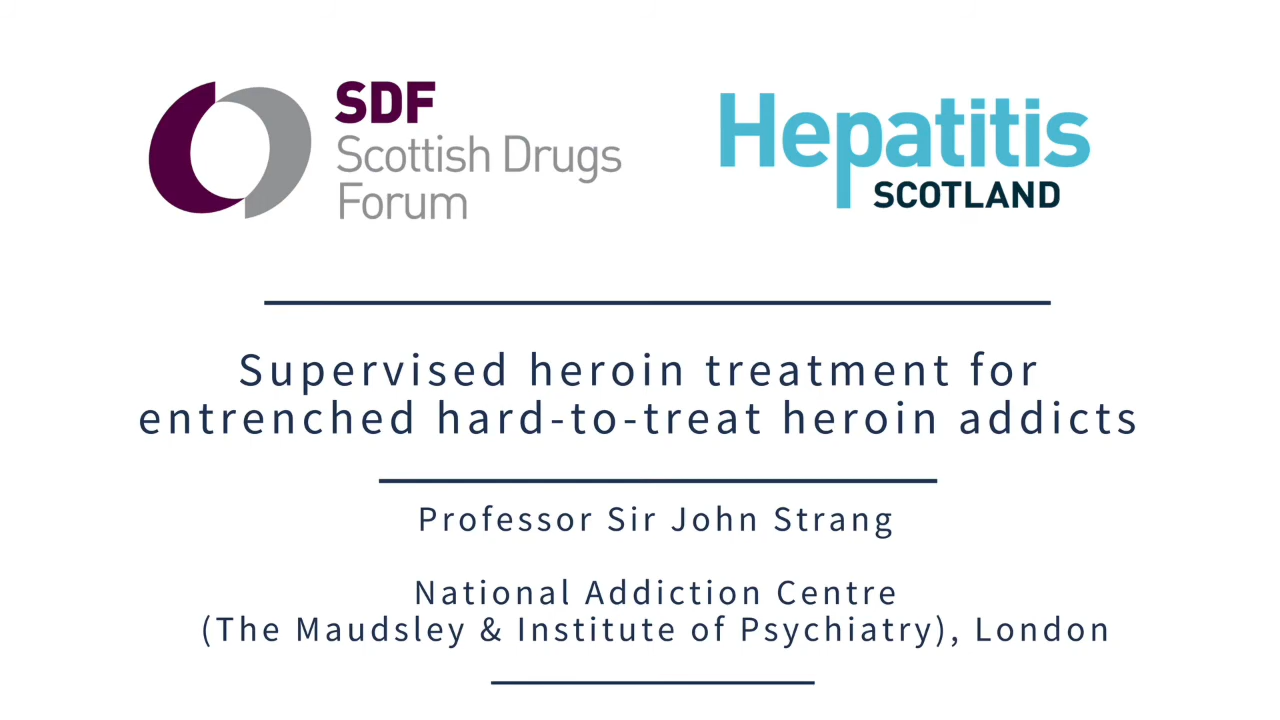 SDF
Scottish Drugs
Forum
Hepatitis
SCOTLAND
Supervised heroin treatment for
entrenched hard-to-treat heroin addicts
Professor Sir John Strang
National Addiction Centre
(The Maudsley & Institute of Psychiatry), London